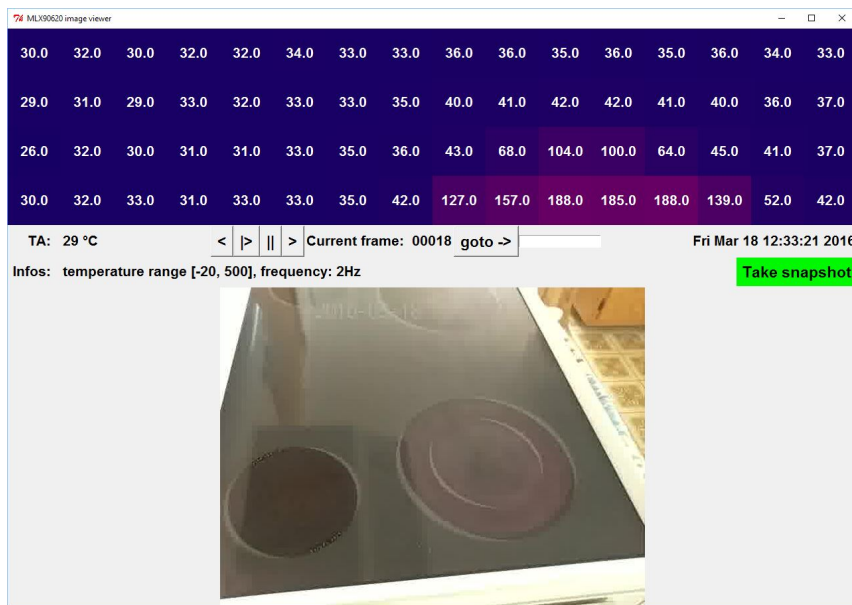 MLX90620 image viewer
30.0 32.0 30.0 32.0 32.0 34.0 33.0 33.0 36.0 36.0 35.0 36.0 35.0 36.0 34.0 33.0
29.0 31.0 29.0 33.0 32.0 33.0 33.0 35.0 40.0 41.0 42.0 42.0 41.0 40.0 36.0 37.0
26.0 32.0 30.0 31.0 31.0 33.0 35.0 36.0 43.0 68.0 104.0 100.0 64.0 45.0 41.0 37.0
30.0 32.0 33.0 31.0 33.0 33.0 35.0 42.0 127.0 157.0 188.0 185.0 188.0 139.0 52.0 42.0
TA: 29 °C < |> || > Current frame: 00018 goto -> Fri Mar 18 12:33:21 2016
Infos: temperature range [-20, 500], frequency: 2Hz Take snapshot
2016-03-18